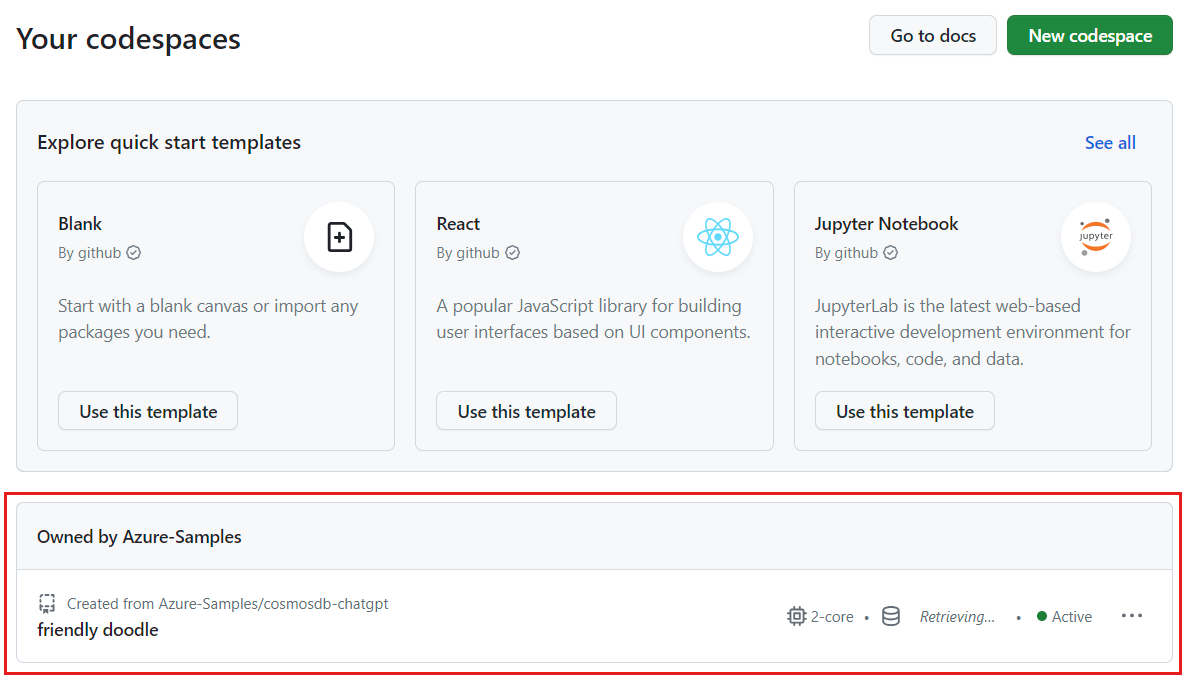 Your codespaces
Go to docs
New codespace
Explore quick start templates
See all
Blank
By github
Start with a blank canvas or import any
packages you need.
Use this template
React
By github
A popular JavaScript library for building
user interfaces based on UI components.
Use this template
Jupyter Notebook
By github
jupyter
JupyterLab is the latest web-based
interactive development environment for
notebooks, code, and data.
Use this template
Owned by Azure-Samples
Created from Azure-Samples/cosmosdb-chatgpt
friendly doodle
2-core • Retrieving... • Active ...